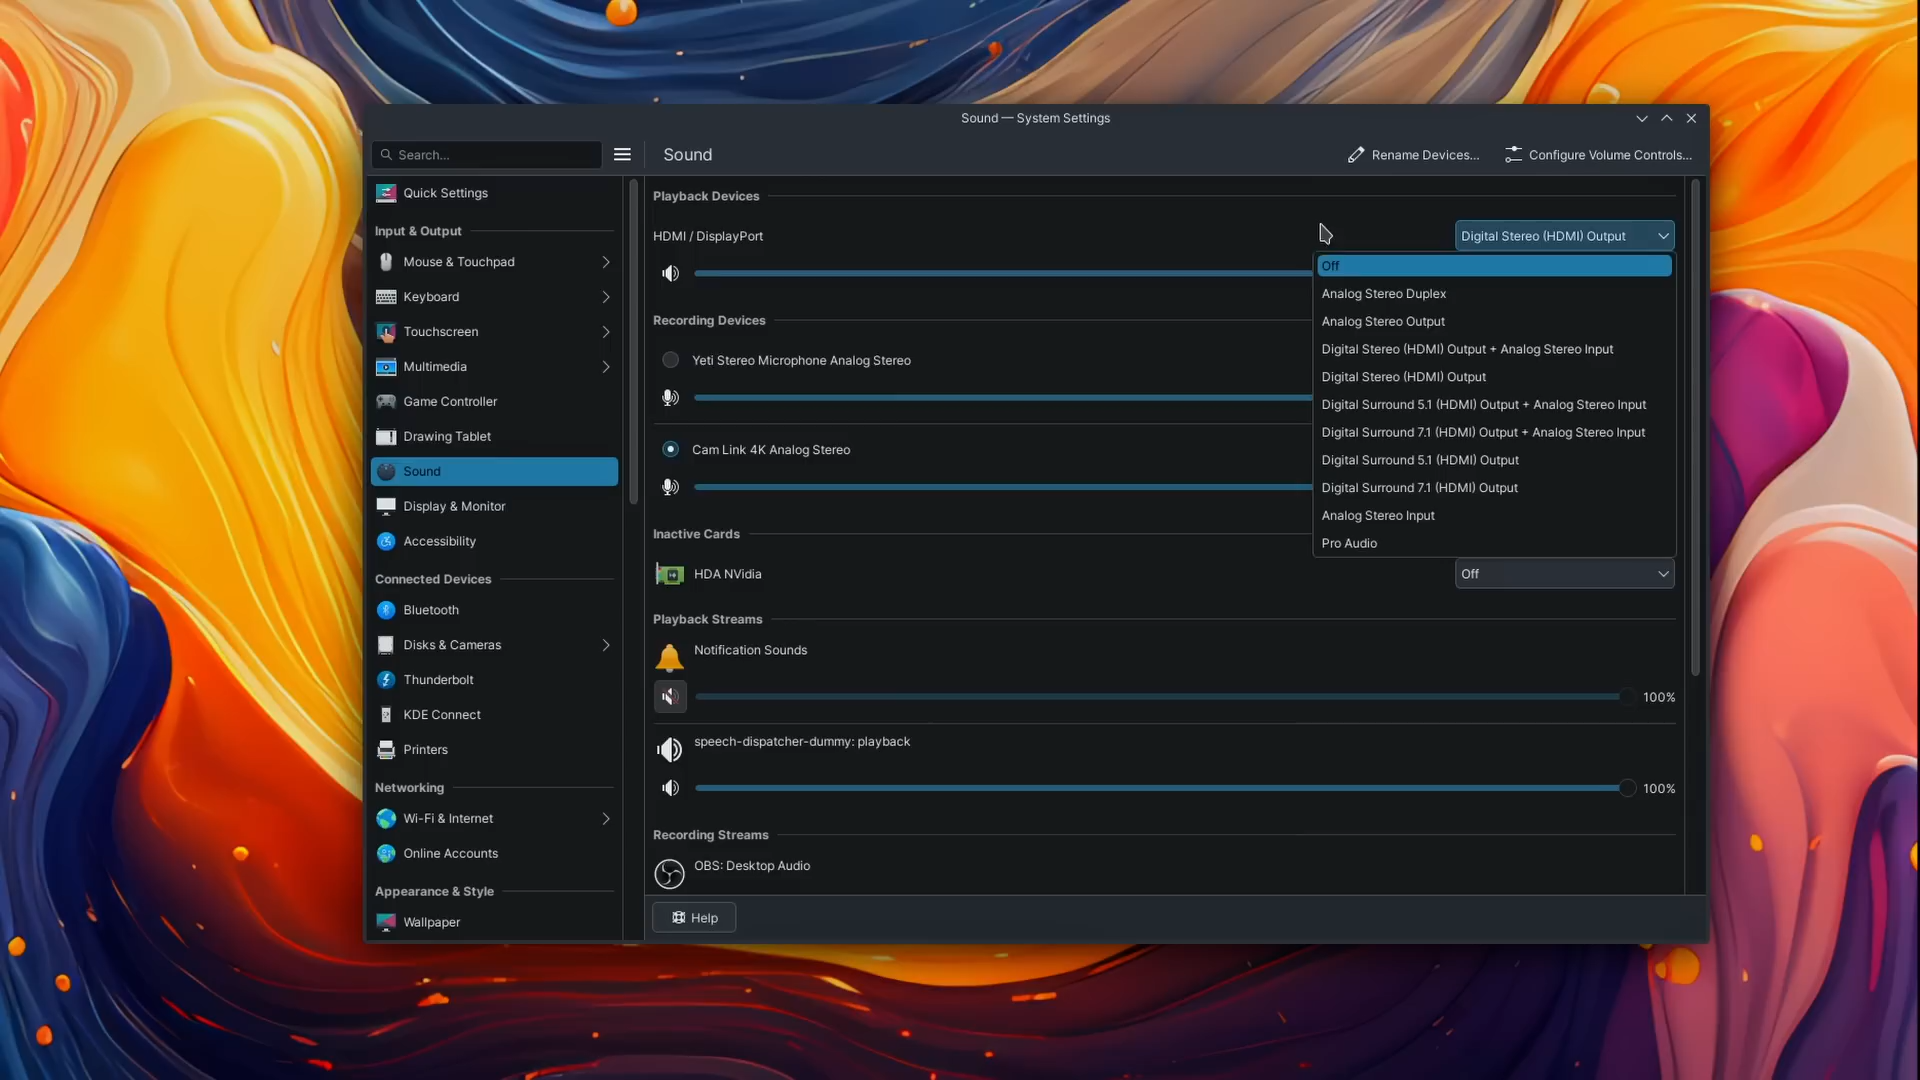 Sound — System Settings
Search...
Sound
Rename Devices...
Configure Volume Controls...
Quick Settings
Input & Output
Mouse & Touchpad
Keyboard
Touchscreen
Multimedia
Game Controller
Drawing Tablet
Sound
Display & Monitor
Accessibility
Connected Devices
Bluetooth
Disks & Cameras
Thunderbolt
KDE Connect
Printers
Networking
Wi-Fi & Internet
Online Accounts
Appearance & Style
Wallpaper
Playback Devices
HDMI / DisplayPort
Digital Stereo (HDMI) Output
Off
Analog Stereo Duplex
Analog Stereo Output
Digital Stereo (HDMI) Output + Analog Stereo Input
Digital Stereo (HDMI) Output
Digital Surround 5.1 (HDMI) Output + Analog Stereo Input
Digital Surround 7.1 (HDMI) Output + Analog Stereo Input
Digital Surround 5.1 (HDMI) Output
Digital Surround 7.1 (HDMI) Output
Analog Stereo Input
Pro Audio
Recording Devices
Yeti Stereo Microphone Analog Stereo
Cam Link 4K Analog Stereo
Inactive Cards
HDA NVidia
Off
Playback Streams
Notification Sounds
100%
speech-dispatcher-dummy: playback
100%
Recording Streams
OBS: Desktop Audio
Help